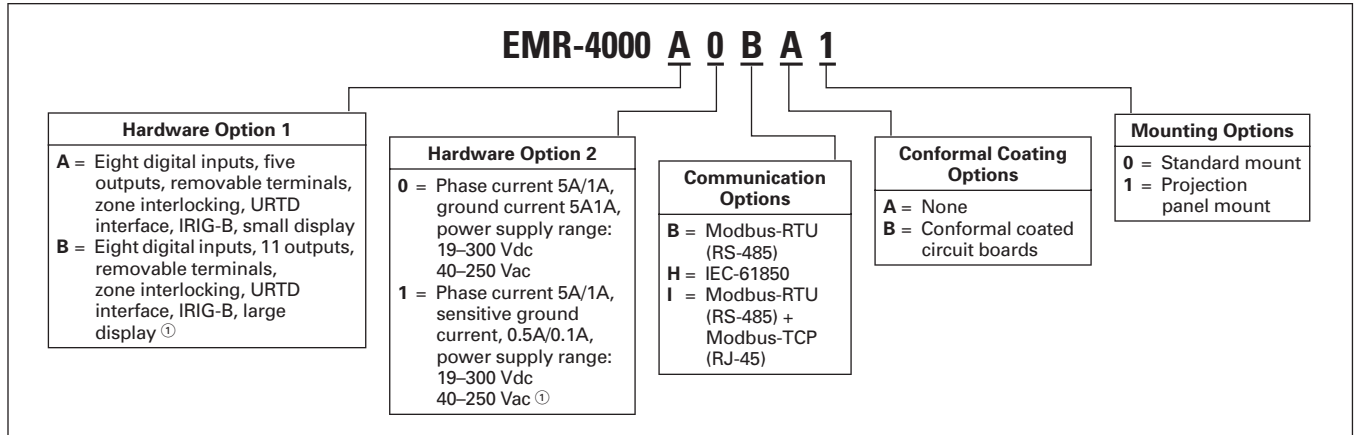 EMR-4000 A 0 B A 1
Hardware Option 1
A = Eight digital inputs, five
outputs, removable terminals,
zone interlocking, URTD
interface, IRIG-B, small display
B = Eight digital inputs, 11 outputs,
removable terminals,
zone interlocking, URTD
interface, IRIG-B, large
display ①
Hardware Option 2
0 = Phase current 5A/1A,
ground current 5A1A,
power supply range:
19–300 Vdc
40–250 Vac
1 = Phase current 5A/1A,
sensitive ground
current, 0.5A/0.1A,
power supply range:
19–300 Vdc
40–250 Vac ①
Communication
Options
B = Modbus-RTU
(RS-485)
H = IEC-61850
I = Modbus-RTU
(RS-485) +
Modbus-TCP
(RJ-45)
Conformal Coating
Options
A = None
B = Conformal coated
circuit boards
Mounting Options
0 = Standard mount
1 = Projection
panel mount